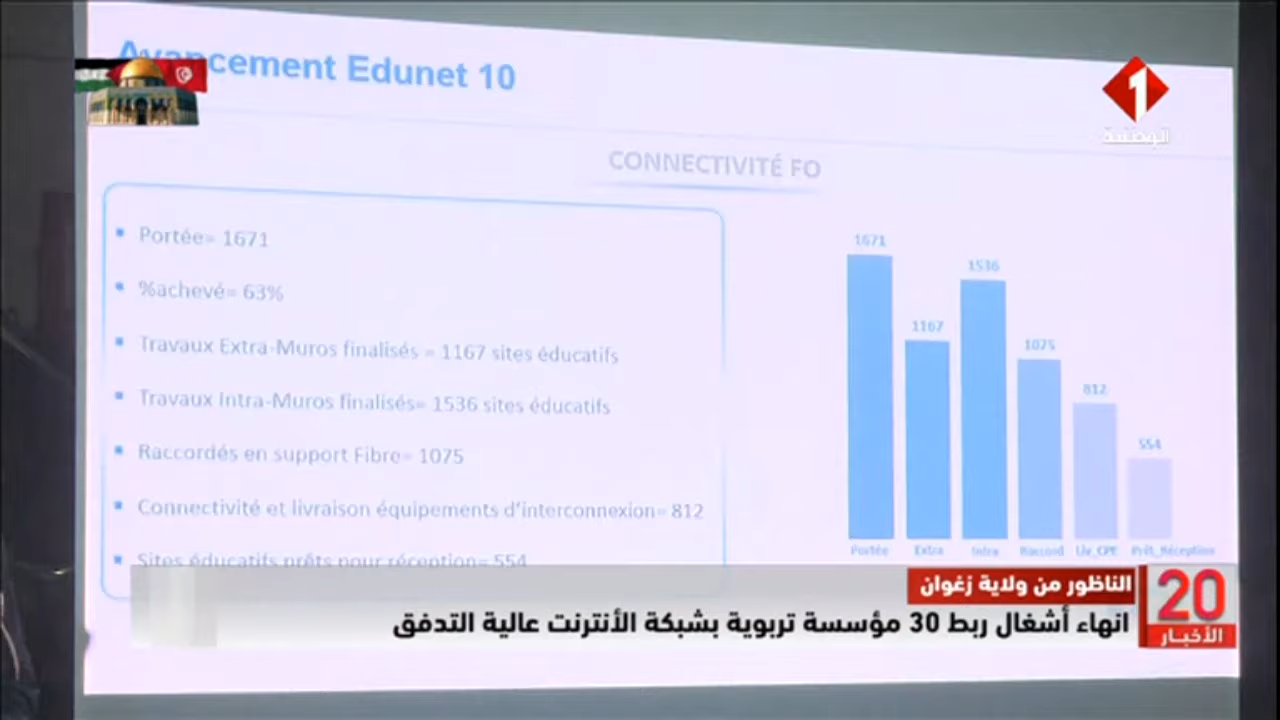 Avancement Edunet 10
1
الوطنية
CONNECTIVITÉ FO
Portée= 1671
%achevé= 63%
Travaux Extra-Muros finalisés = 1167 sites éducatifs
Travaux Intra-Muros finalisés= 1536 sites éducatifs
Raccordés en support Fibre= 1075
Connectivité et livraison équipements d'interconnexion= 812
Sites éducatifs prêts pour réception= 554
1671
1167
1536
1075
812
554
Portée Extra Intra Raccord Liv_CPE Prêt_Réception
الناظور من ولاية زغوان
انهاء أشغال ربط 30 مؤسسة تربوية بشبكة الأنترنت عالية التدفق
20
الأخبار